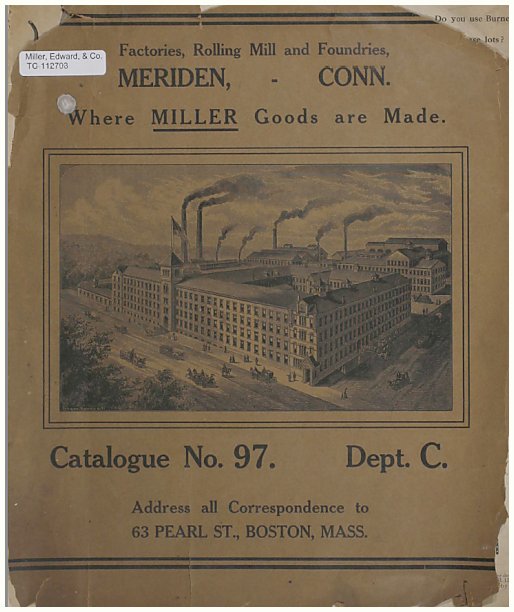 Do you use Burne
Miller, Edward, & Co.
TC 112703
Factories, Rolling Mill and Foundries,
MERIDEN, - CONN.
Where MILLER Goods are Made.
Catalogue No. 97. Dept. C.
Address all Correspondence to
63 PEARL ST., BOSTON, MASS.